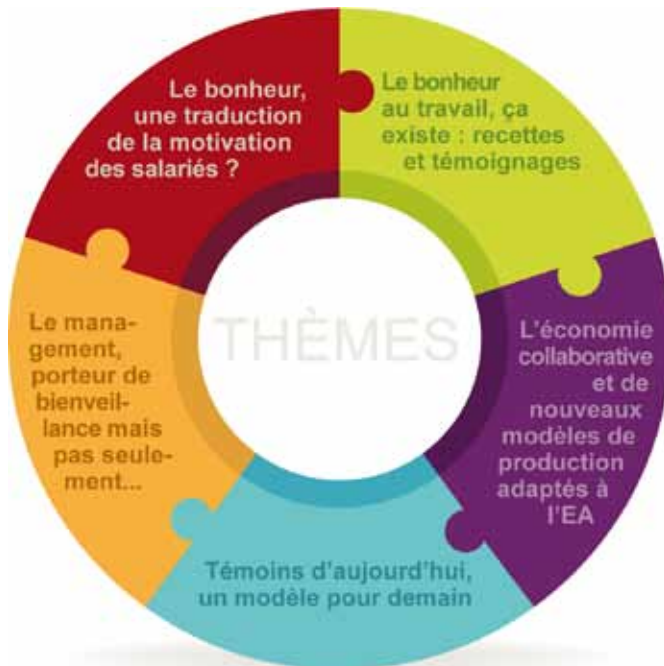 Le bonheur,
une traduction
de la motivation
des salariés ?
Le bonheur
au travail, ça
existe : recettes
et témoignages
L'économie
collaborative
et de
nouveaux
modèles de
production
adaptés à
l'EA
Témoins d'aujourd'hui,
un modèle pour demain
Le mana-
gement,
porteur de
bienveil-
lance mais
pas seule-
ment...
THÈMES